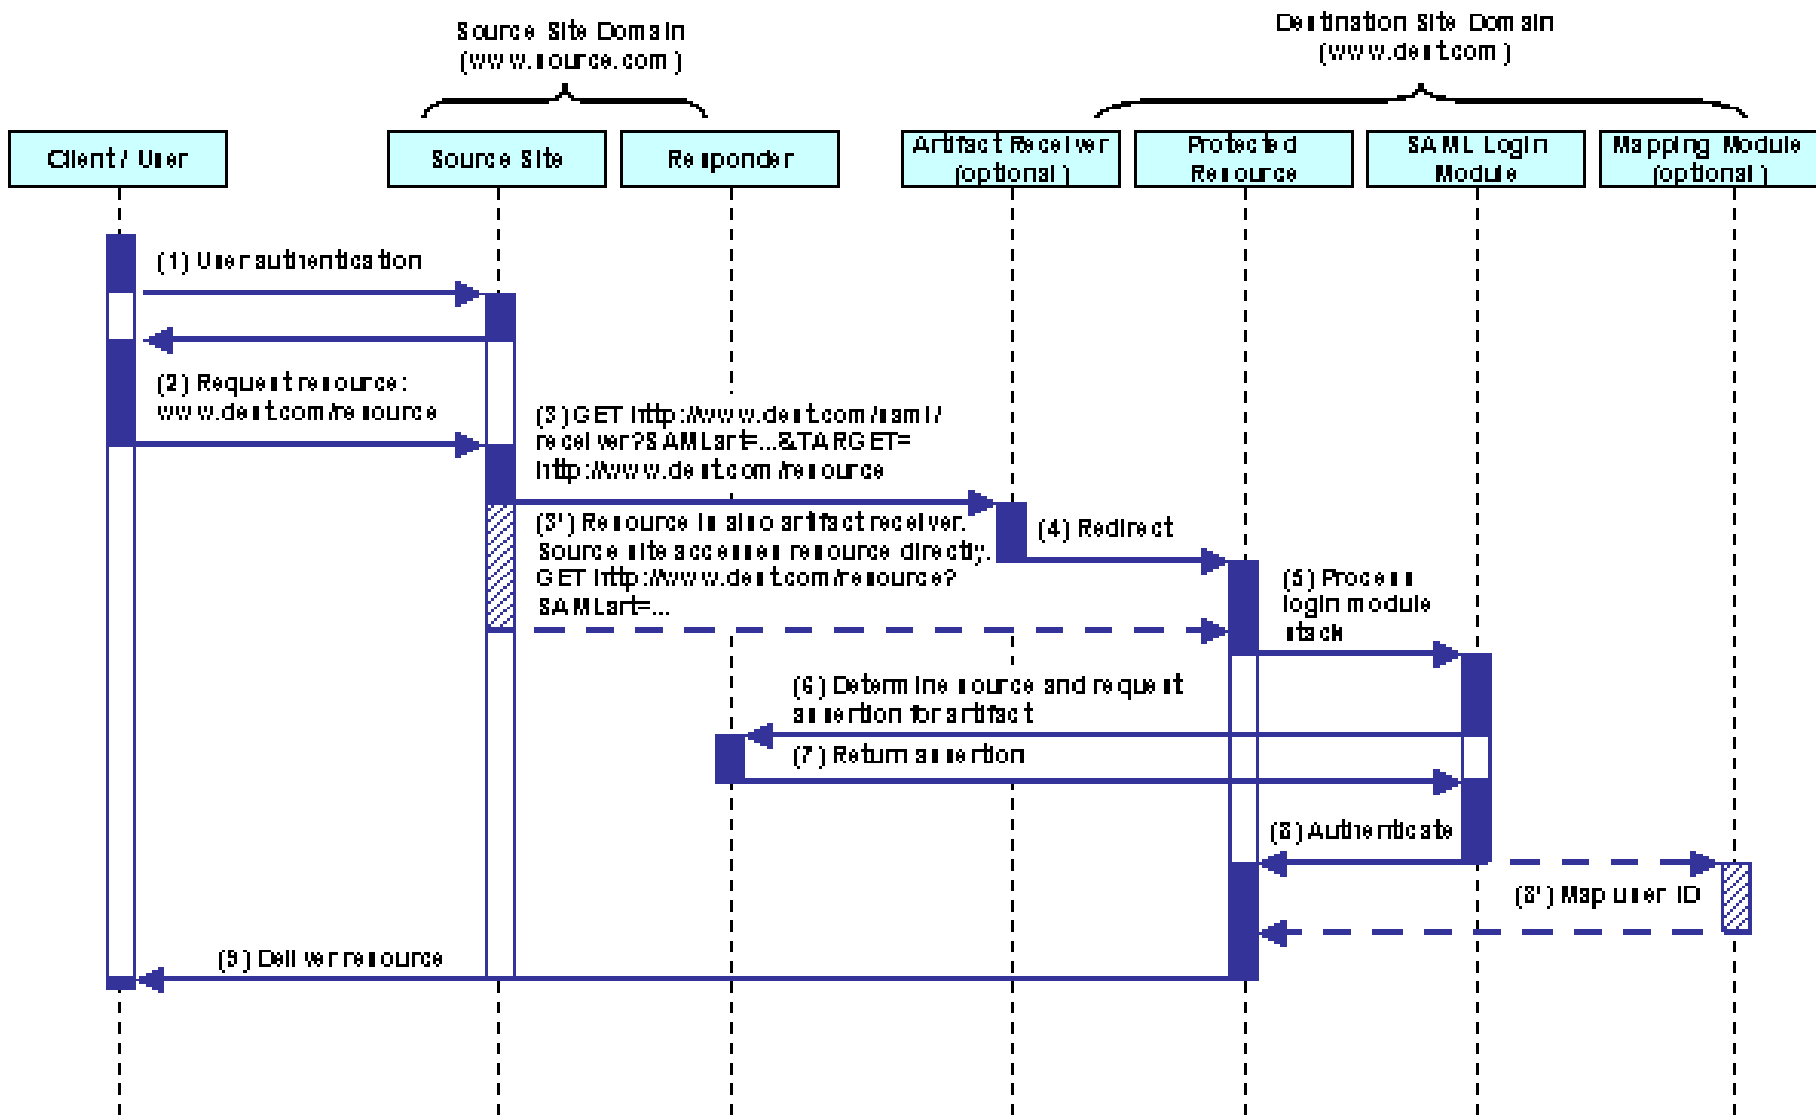 Source Site Domain
(www.source.com)
Destination Site Domain
(www.dest.com)
Client / User
Source Site
Responder
Artifact Receiver
(optional)
Protected
Resource
SAML Login
Module
Mapping Module
(optional)
(1) User authentication
(2) Request resource:
www.dest.com/resource
(3) GET http://www.dest.com/saml/
receiver?SAMLart=...&TARGET=
http://www.dest.com/resource
(3') Resource is also artifact receiver.
Source site accesses resource directly.
GET http://www.dest.com/resource?
SAMLart=...
(4) Redirect
(5) Process
login module
stack
(6) Determine source and request
assertion for artifact
(7) Return assertion
(8) Authenticate
(8') Map user ID
(9) Deliver resource